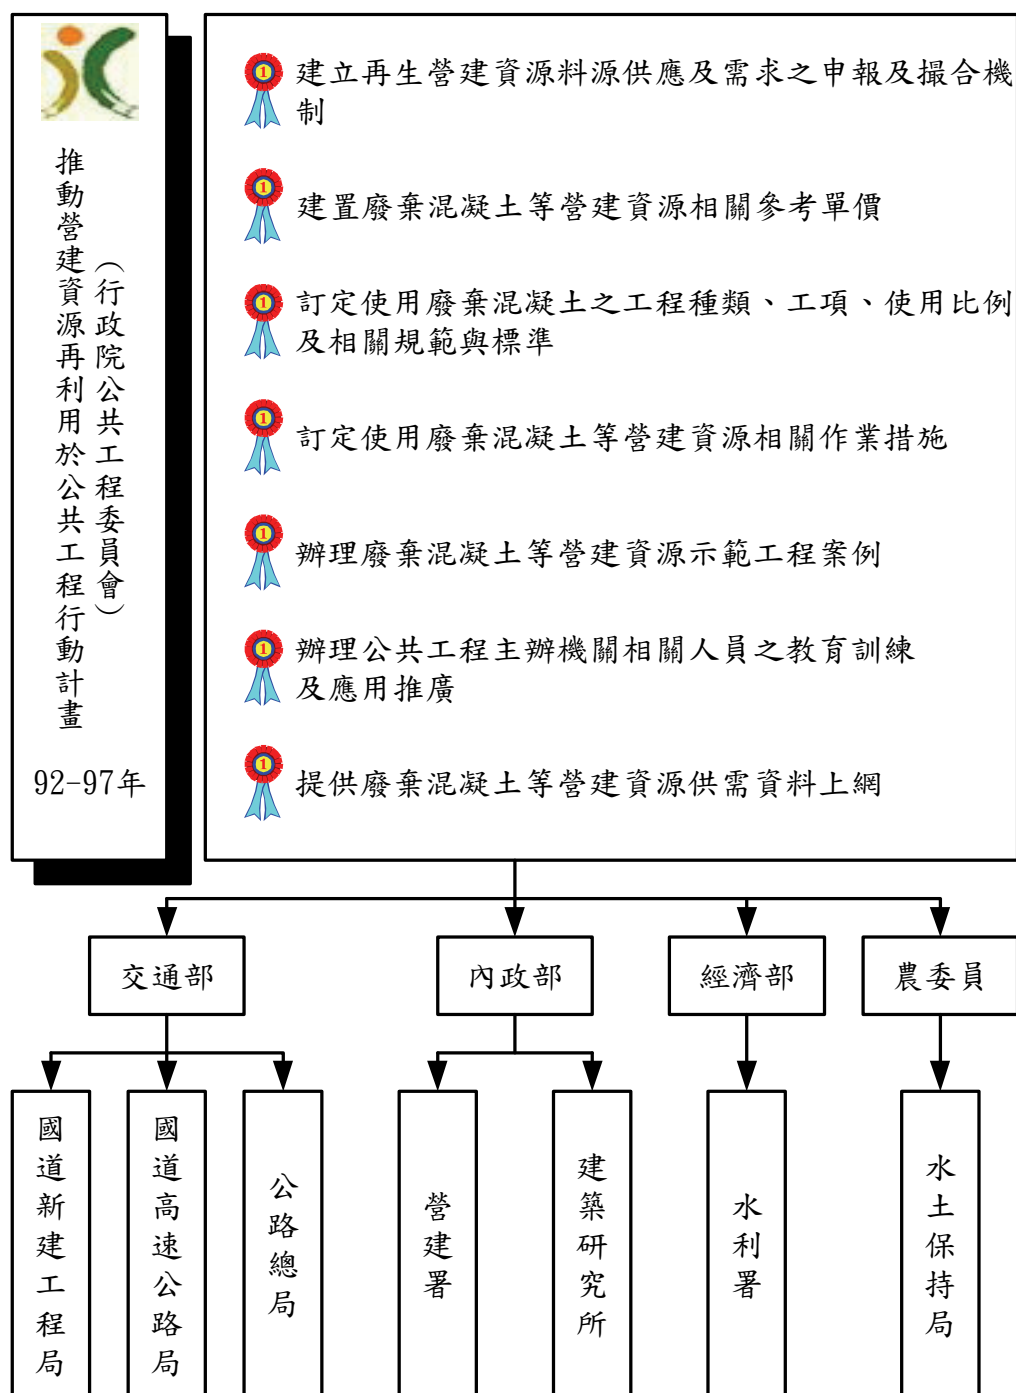 推動營建資源再利用於公共工程行動計畫
（行政院公共工程委員會）
92-97年
1
建立再生營建資源料源供應及需求之申報及撮合機
制
1
建置廢棄混凝土等營建資源相關參考單價
1
訂定使用廢棄混凝土之工程種類、工項、使用比例
及相關規範與標準
1
訂定使用廢棄混凝土等營建資源相關作業措施
1
辦理廢棄混凝土等營建資源示範工程案例
1
辦理公共工程主辦機關相關人員之教育訓練
及應用推廣
1
提供廢棄混凝土等營建資源供需資料上網
交通部
內政部
經濟部
農委員
國道新建工程局
國道高速公路局
公路總局
營建署
建築研究所
水利署
水土保持局